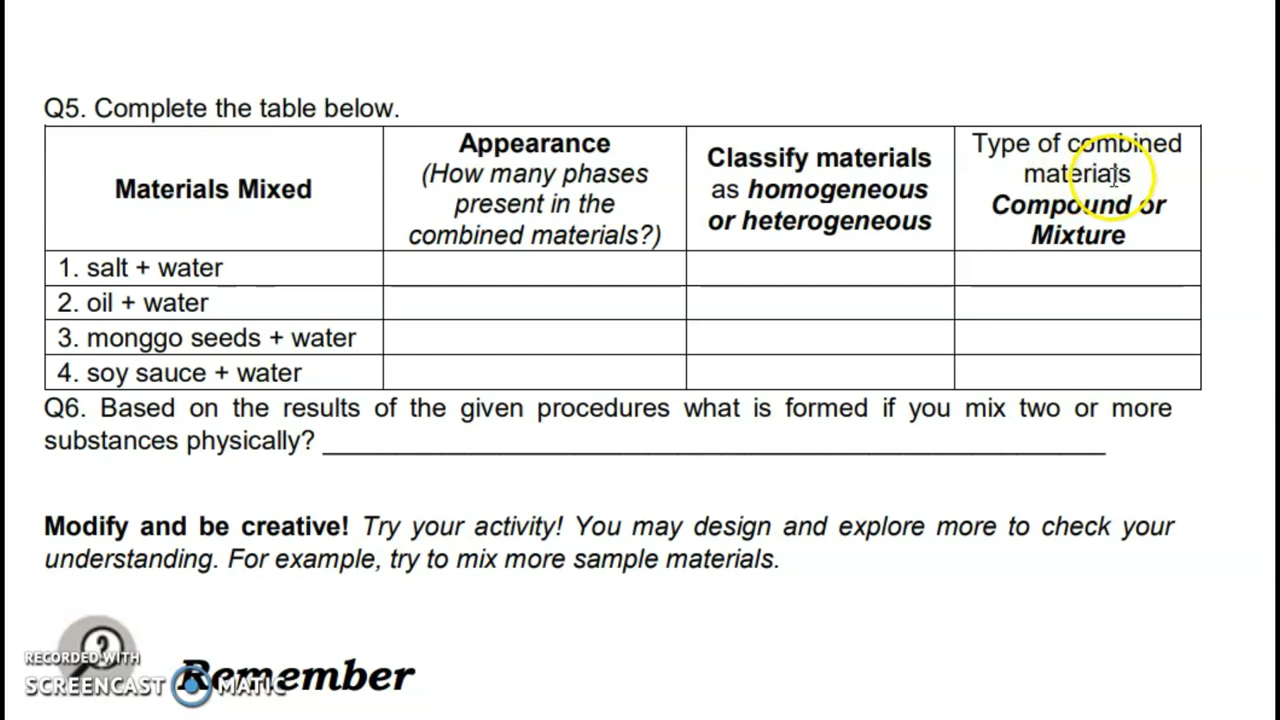 Q5. Complete the table below.
Materials Mixed
Appearance
(How many phases
present in the
combined materials?)
Classify materials
as homogeneous
or heterogeneous
Type of combined
materials
Compound or
Mixture
1. salt + water
2. oil + water
3. monggo seeds + water
4. soy sauce + water
Q6. Based on the results of the given procedures what is formed if you mix two or more
substances physically? ____________________
Modify and be creative! Try your activity! You may design and explore more to check your
understanding. For example, try to mix more sample materials.
?
Remember
RECORDED WITH
SCREENCAST MATIC